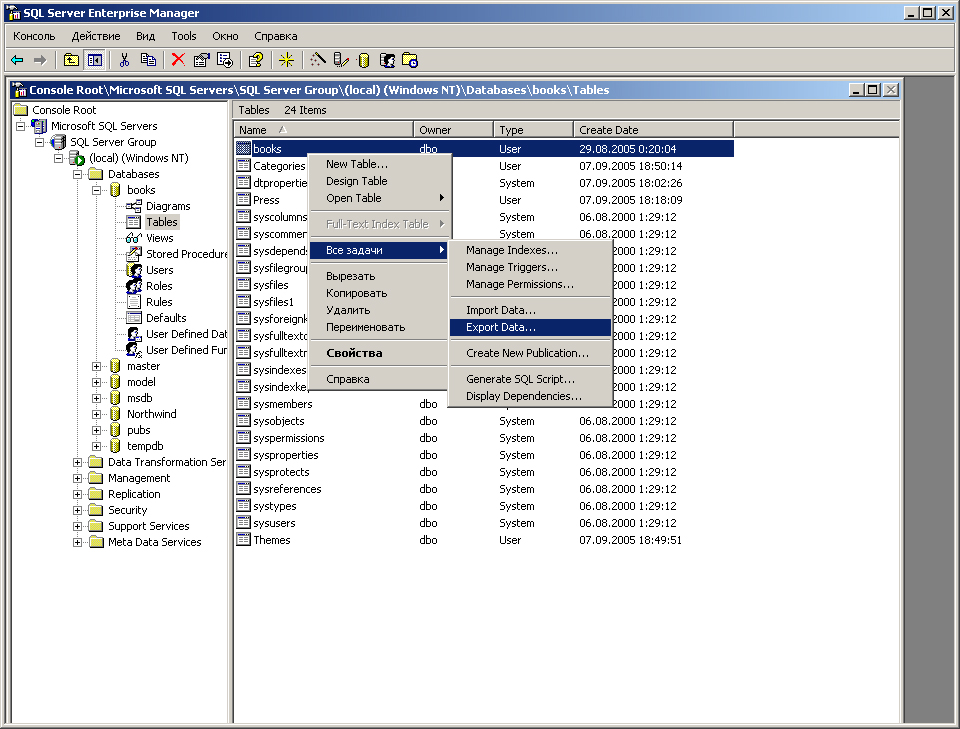 SQL Server Enterprise Manager
Консоль Действие Вид Tools Окно Справка
Console Root\Microsoft SQL Servers\SQL Server Group\(local) (Windows NT)\Databases\books\Tables
Console Root
Microsoft SQL Servers
SQL Server Group
(local) (Windows NT)
Databases
books
Diagrams
Tables
Views
Stored Procedure
Users
Roles
Rules
Defaults
User Defined Dat
User Defined Fun
master
model
msdb
Northwind
pubs
tempdb
Data Transformation Ser
Management
Replication
Security
Support Services
Meta Data Services
Tables 24 Items
Name Owner Type Create Date
books dbo User 29.08.2005 0:20:04
Categories User 07.09.2005 18:50:14
dtpropertie System 07.09.2005 18:02:26
Press User 07.09.2005 18:18:09
syscolumns System 06.08.2000 1:29:12
syscommen System 06.08.2000 1:29:12
sysdepends 2000 1:29:12
sysfilegroup 2000 1:29:12
sysfiles 2000 1:29:12
sysfiles1 2000 1:29:12
sysforeignk 2000 1:29:12
sysfulltextc 2000 1:29:12
sysfulltextn 2000 1:29:12
sysindexes 2000 1:29:12
sysindexke 2000 1:29:12
sysmembers dbo System 06.08.2000 1:29:12
sysobjects dbo System 06.08.2000 1:29:12
syspermissions dbo System 06.08.2000 1:29:12
sysproperties dbo System 06.08.2000 1:29:12
sysprotects dbo System 06.08.2000 1:29:12
sysreferences dbo System 06.08.2000 1:29:12
systypes dbo System 06.08.2000 1:29:12
sysusers dbo System 06.08.2000 1:29:12
Themes dbo User 07.09.2005 18:49:51
New Table...
Design Table
Open Table
Full-Text Index Table
Все задачи
Вырезать
Копировать
Удалить
Переименовать
Свойства
Справка
Manage Indexes...
Manage Triggers...
Manage Permissions...
Import Data...
Export Data...
Create New Publication...
Generate SQL Script...
Display Dependencies...